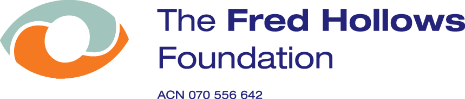 The Fred Hollows
Foundation
ACN 070 556 642